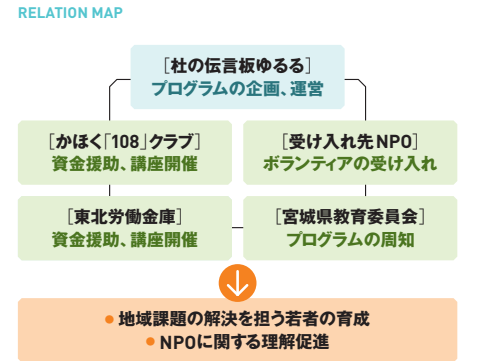 RELATION MAP
［杜の伝言板ゆるる］
プログラムの企画、運営
［かほく「108」クラブ］
資金援助、講座開催
［受け入れ先NPO］
ボランティアの受け入れ
［東北労働金庫］
資金援助、講座開催
［宮城県教育委員会］
プログラムの周知
● 地域課題の解決を担う若者の育成
● NPOに関する理解促進